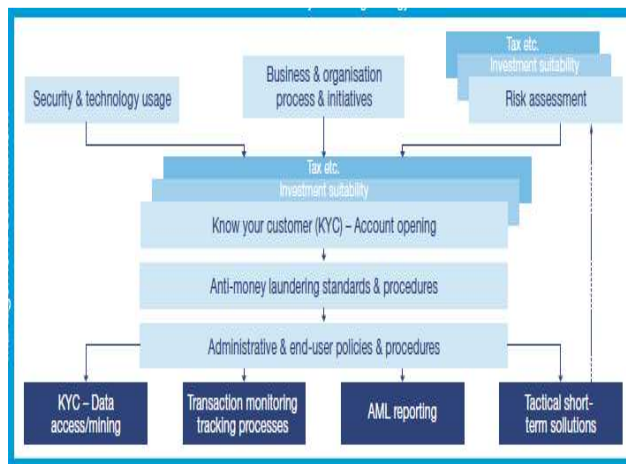 Tax etc.
Investment suitability
Risk assessment
Business & organisation
process & initiatives
Security & technology usage
Tax etc.
Investment suitability
Know your customer (KYC) – Account opening
Anti-money laundering standards & procedures
Administrative & end-user policies & procedures
KYC – Data
access/mining
Transaction monitoring
tracking processes
AML reporting
Tactical short-
term sollutions